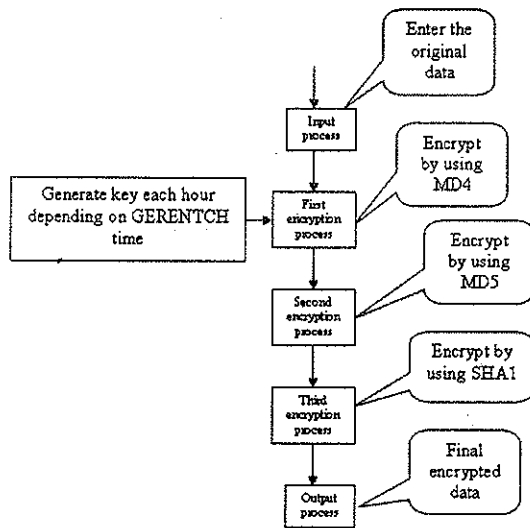 Enter the
original
data
Input
process
Encrypt
by using
MD4
Generate key each hour
depending on GERENTCH
time
First
encryption
process
Encrypt
by using
MD5
Second
encryption
process
Encrypt by
using SHA1
Third
encryption
process
Final
encrypted
data
Output
process